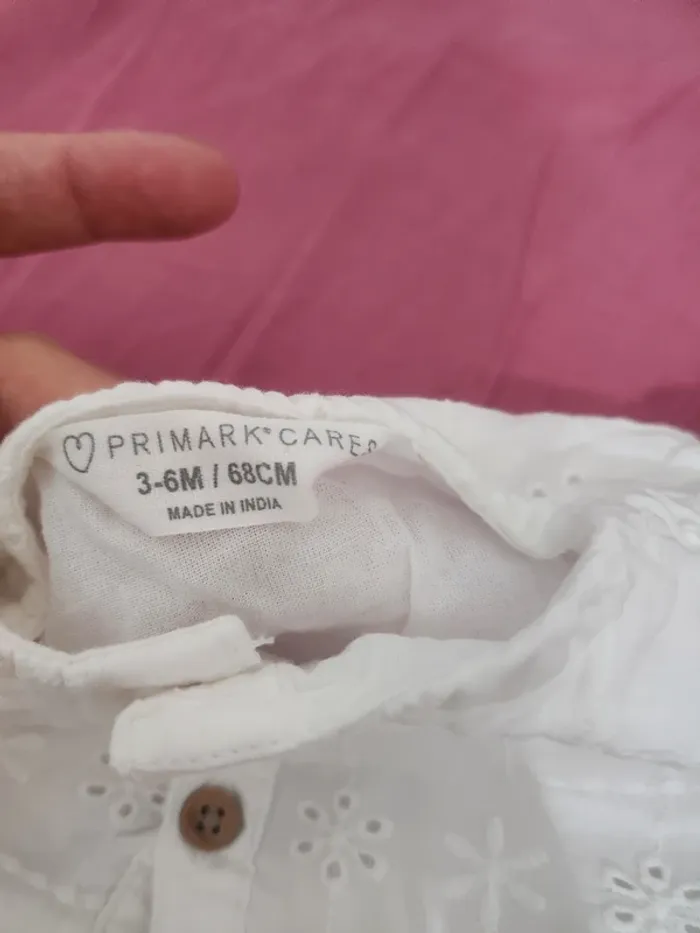 PRIMARK® CARES
3-6M / 68CM
MADE IN INDIA